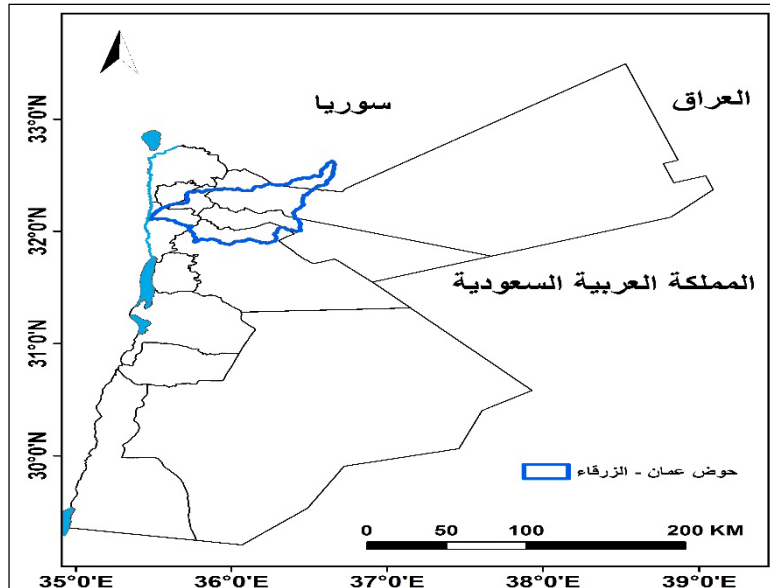 سوريا
العراق
المملكة العربية السعودية
حوض عمان - الزرقاء
0 50 100 200 KM
33°0'N
32°0'N
31°0'N
30°0'N
35°0'E 36°0'E 37°0'E 38°0'E 39°0'E